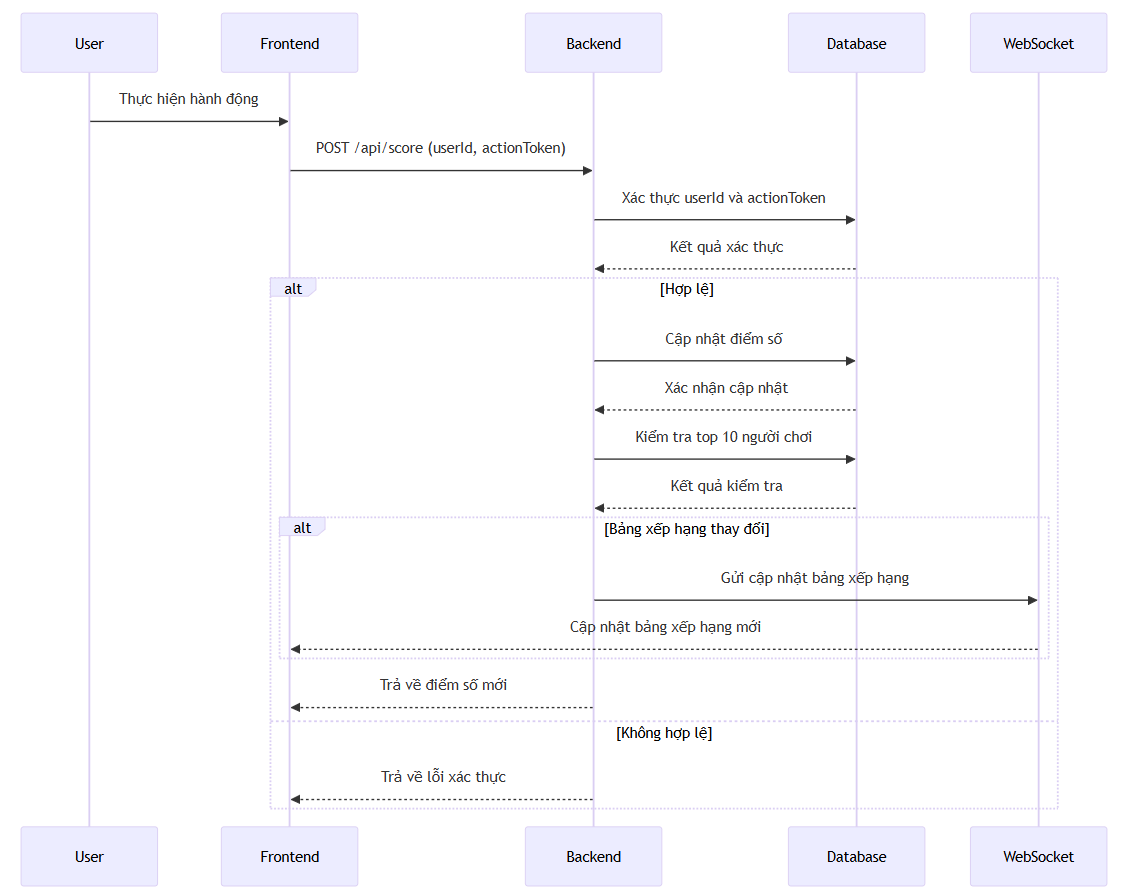 User
Frontend
Backend
Database
WebSocket
Thực hiện hành động
POST /api/score (userId, actionToken)
Xác thực userId và actionToken
Kết quả xác thực
alt
[Hợp lệ]
Cập nhật điểm số
Xác nhận cập nhật
Kiểm tra top 10 người chơi
Kết quả kiểm tra
alt
[Bảng xếp hạng thay đổi]
Gửi cập nhật bảng xếp hạng
Cập nhật bảng xếp hạng mới
Trả về điểm số mới
[Không hợp lệ]
Trả về lỗi xác thực
User
Frontend
Backend
Database
WebSocket